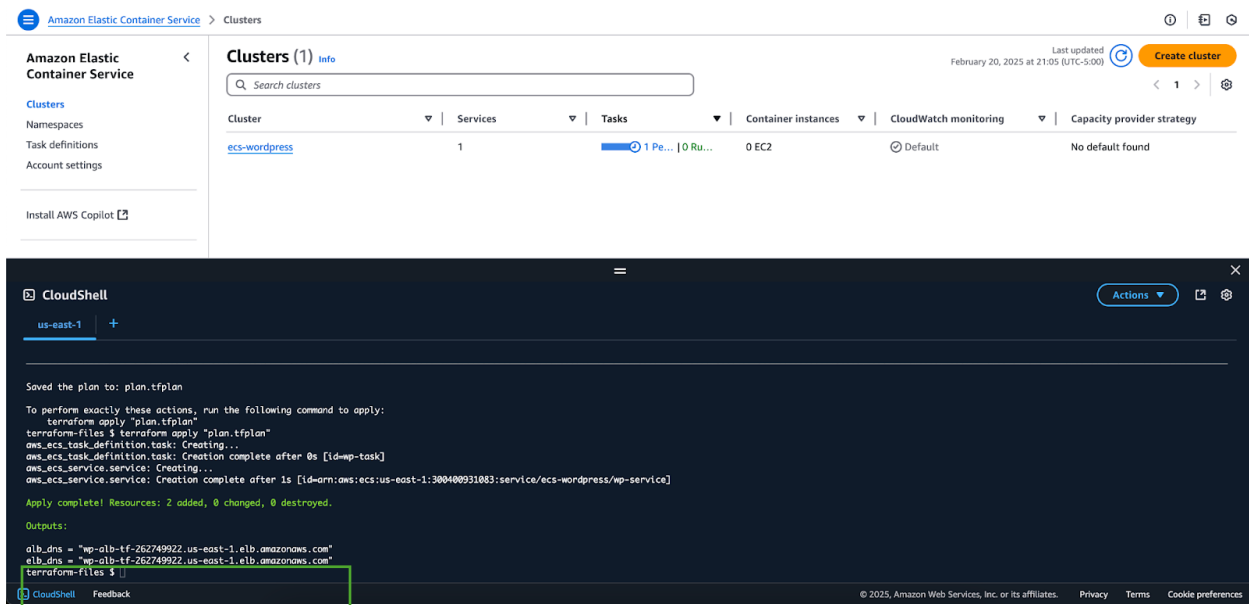 Amazon Elastic Container Service > Clusters
Amazon Elastic
Container Service
Clusters
Namespaces
Task definitions
Account settings
Install AWS Copilot
Clusters (1) Info
Last updated
February 20, 2025 at 21:05 (UTC-5:00)
Create cluster
Search clusters
1
Cluster Services Tasks Container instances CloudWatch monitoring Capacity provider strategy
ecs-wordpress 1 1 Pe... | 0 Ru... 0 EC2 Default No default found
CloudShell
Actions
us-east-1 +
Saved the plan to: plan.tfplan
To perform exactly these actions, run the following command to apply:
terraform apply "plan.tfplan"
terraform-files $ terraform apply "plan.tfplan"
aws_ecs_task_definition.task: Creating...
aws_ecs_task_definition.task: Creation complete after 0s [id=wp-task]
aws_ecs_service.service: Creating...
aws_ecs_service.service: Creation complete after 1s [id=arn:aws:ecs:us-east-1:300400931083:service/ecs-wordpress/wp-service]
Apply complete! Resources: 2 added, 0 changed, 0 destroyed.
Outputs:
alb_dns = "wp-alb-tf-262749922.us-east-1.elb.amazonaws.com"
elb_dns = "wp-alb-tf-262749922.us-east-1.elb.amazonaws.com"
terraform-files $
CloudShell Feedback © 2025, Amazon Web Services, Inc. or its affiliates. Privacy Terms Cookie preferences